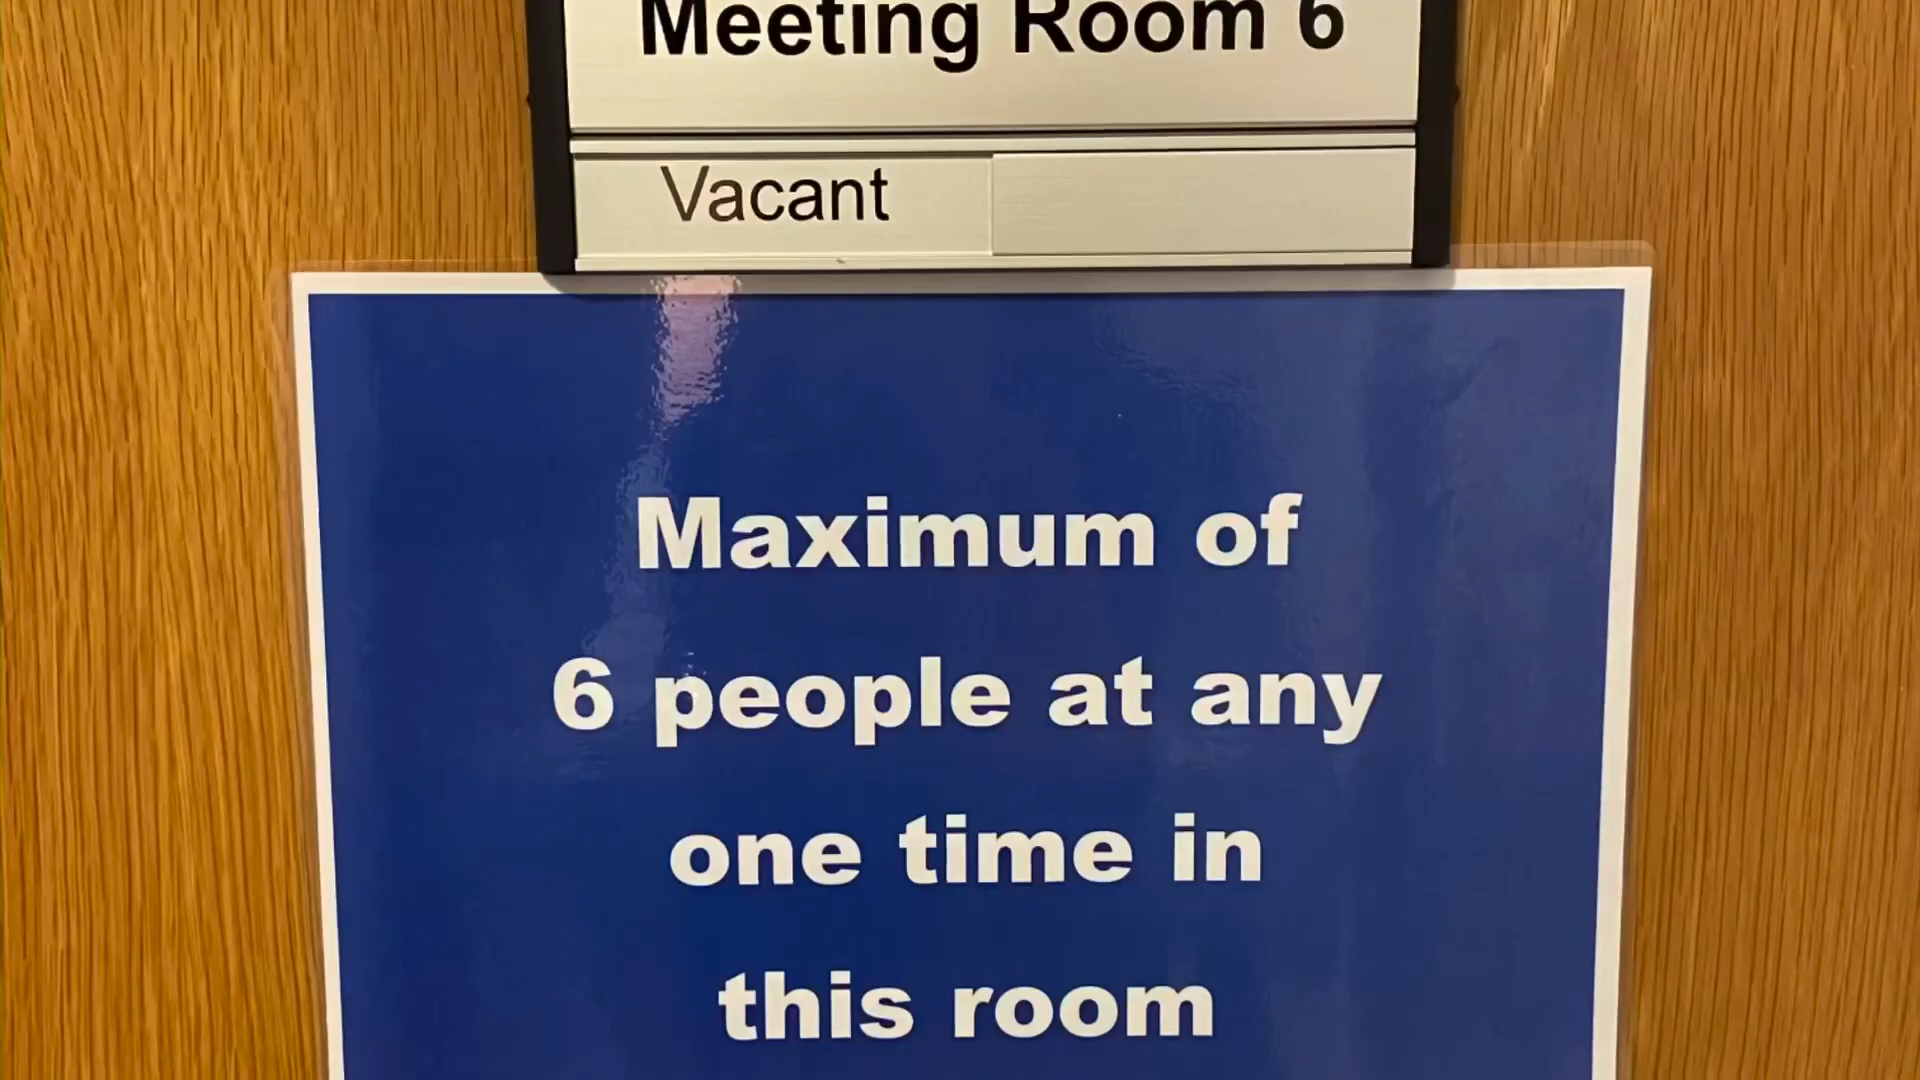 Meeting Room 6
Vacant
Maximum of
6 people at any
one time in
this room